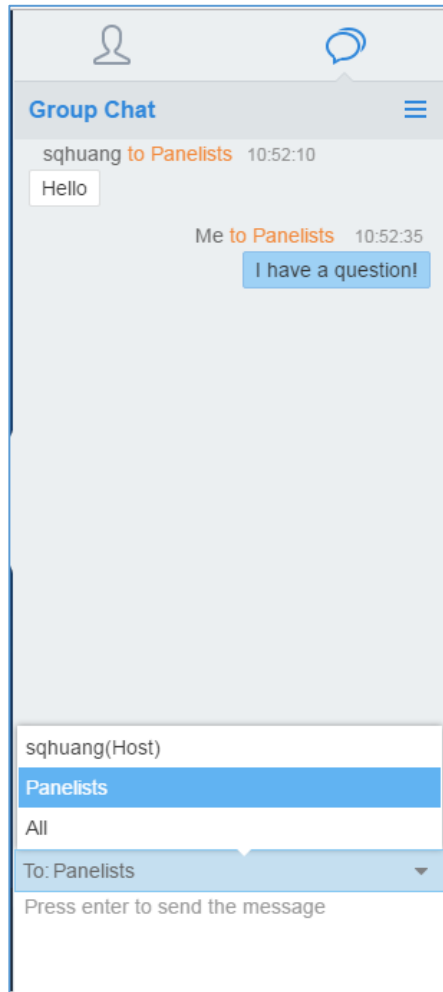 Group Chat
sqhuang to Panelists 10:52:10
Hello
Me to Panelists 10:52:35
I have a question!
sqhuang(Host)
Panelists
All
To: Panelists
Press enter to send the message